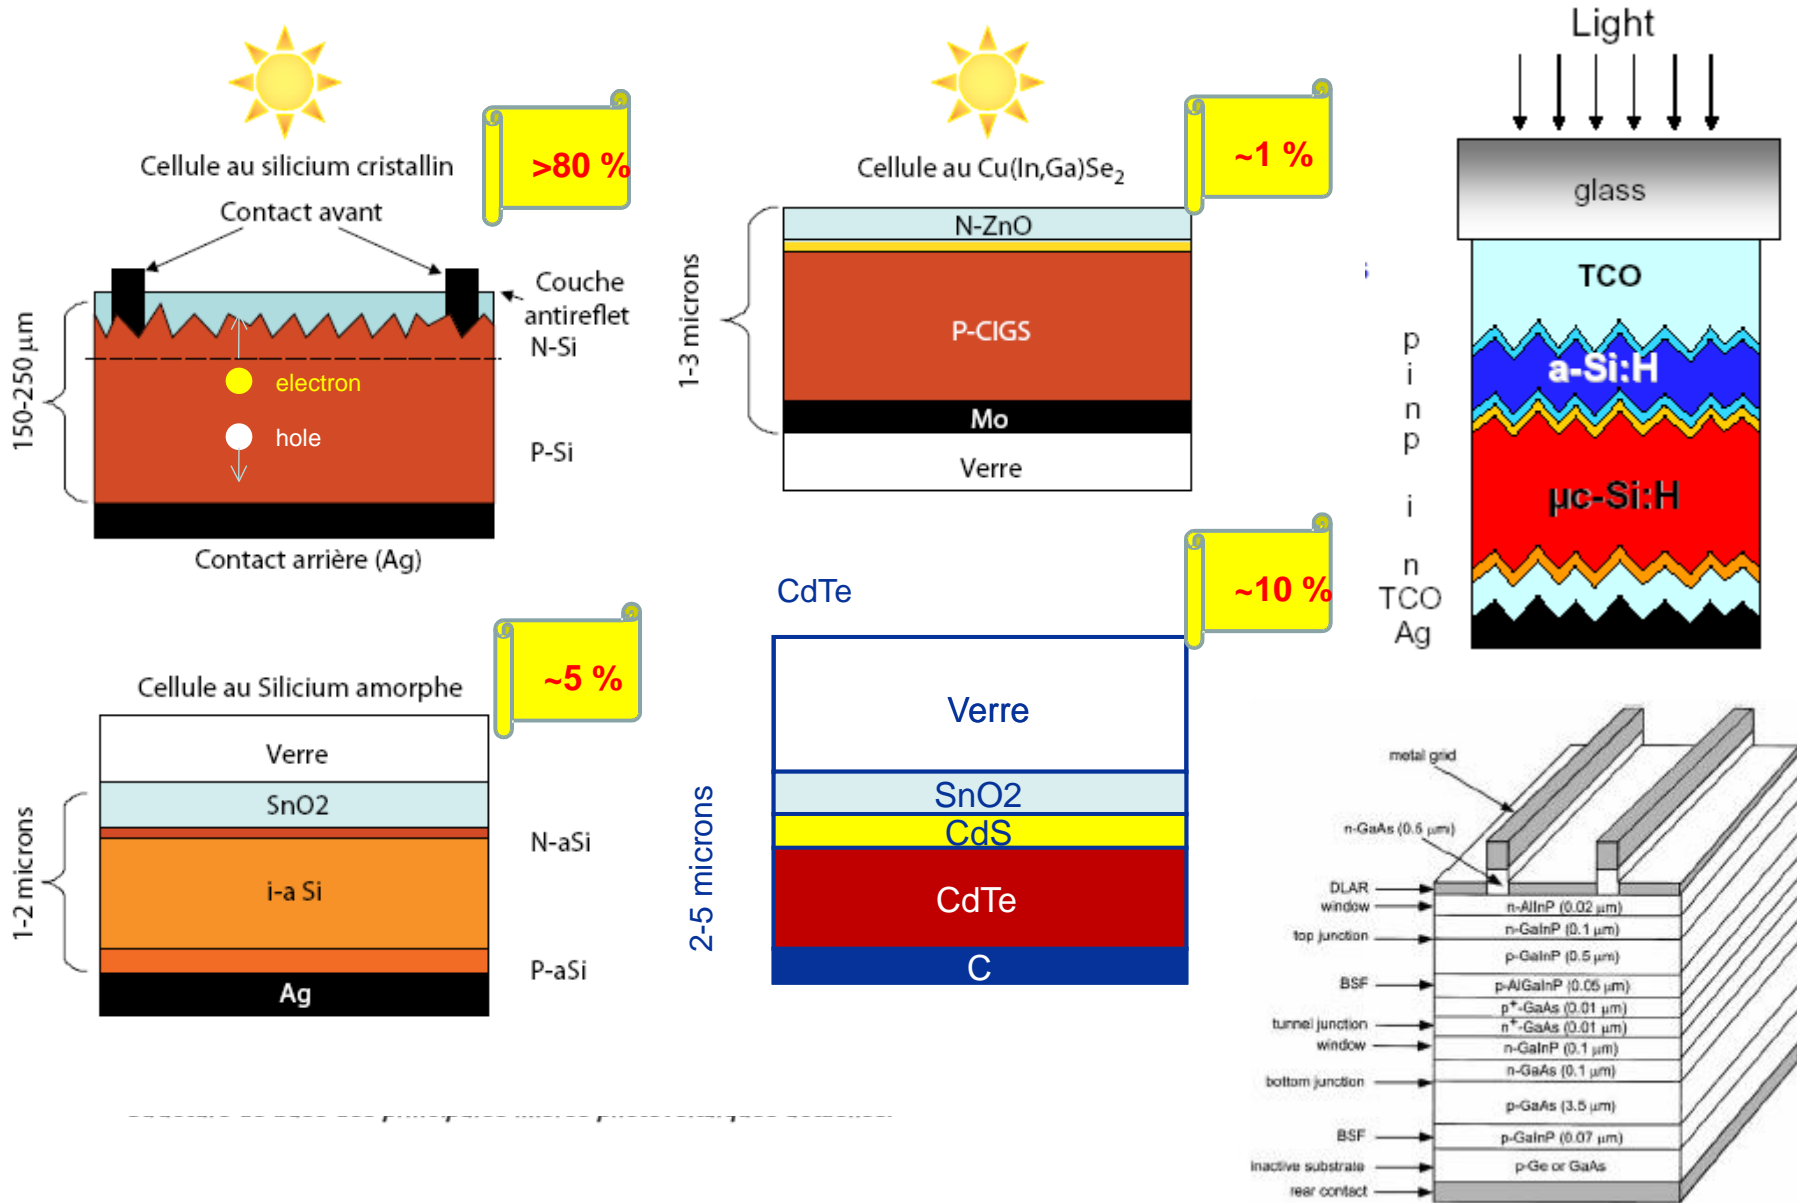 Cellule au silicium cristallin
>80 %
Contact avant
Couche
antireflet
N-Si
150-250 µm
electron
hole
P-Si
Contact arrière (Ag)
Cellule au Cu(In,Ga)Se2
~1 %
N-ZnO
1-3 microns
P-CIGS
Mo
Verre
Light
glass
TCO
p
a-Si:H
i
n
p
µc-Si:H
i
n
TCO
Ag
Cellule au Silicium amorphe
~5 %
Verre
SnO2
1-2 microns
N-aSi
i-a Si
P-aSi
Ag
CdTe
~10 %
Verre
SnO2
CdS
2-5 microns
CdTe
C
metal grid
n-GaAs (0.5 µm)
DLAR
window
n-AlInP (0.02 µm)
n-GaInP (0.1 µm)
top junction
p-GaInP (0.5 µm)
BSF
p-AlGaInP (0.05 µm)
p+-GaAs (0.01 µm)
tunnel junction
n+-GaAs (0.01 µm)
window
n-GaInP (0.1 µm)
n-GaAs (0.1 µm)
bottom junction
p-GaAs (3.5 µm)
BSF
p-GaInP (0.07 µm)
inactive substrate
p-Ge or GaAs
rear contact